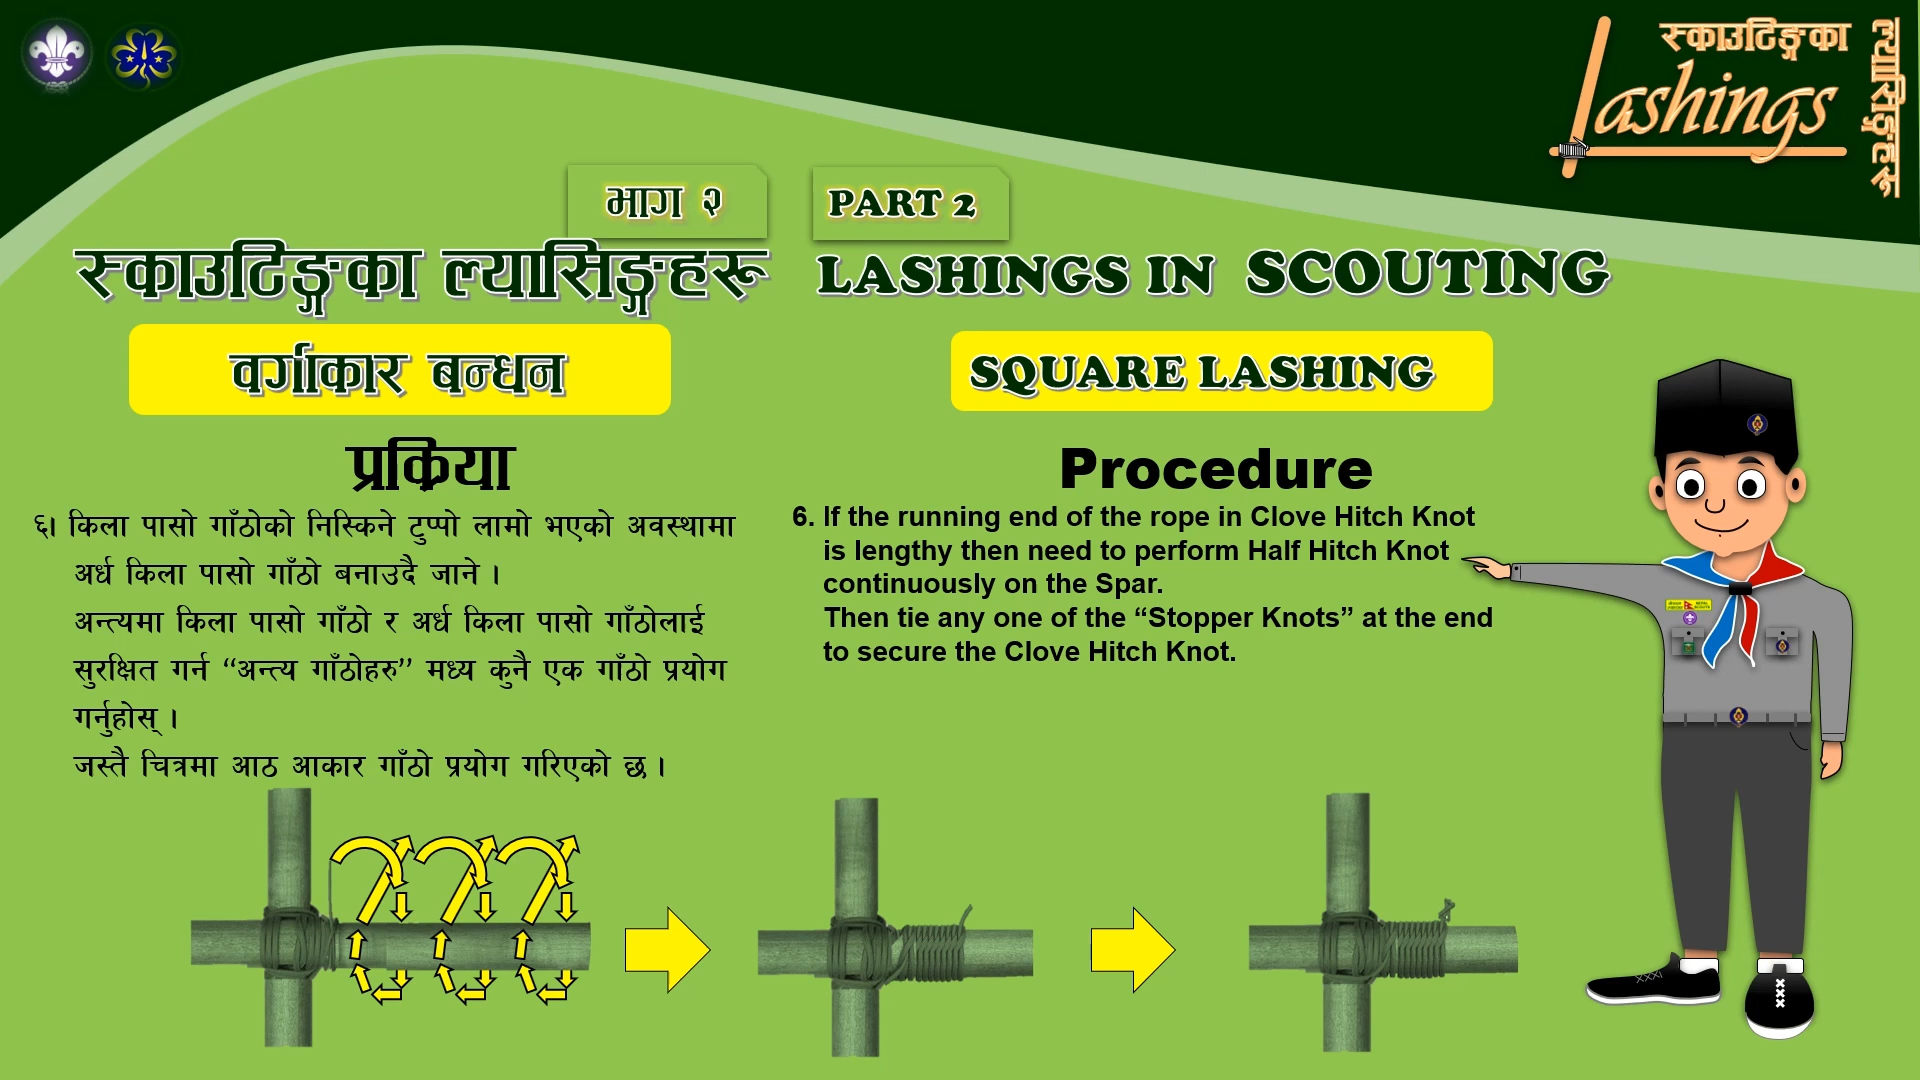 स्काउटिङ्गका
Lashings
ल्यासिङ्गहरू
भाग २
PART 2
स्काउटिङ्गका ल्यासिङ्गहरू
LASHINGS IN SCOUTING
वर्गाकार बन्धन
SQUARE LASHING
प्रक्रिया
६। किला पासो गाँठोको निस्किने टुप्पो लामो भएको अवस्थामा
अर्ध किला पासो गाँठो बनाउदै जाने ।
अन्त्यमा किला पासो गाँठो र अर्ध किला पासो गाँठोलाई
सुरक्षित गर्न “अन्त्य गाँठोहरु” मध्य कुनै एक गाँठो प्रयोग
गर्नुहोस् ।
जस्तै चित्रमा आठ आकार गाँठो प्रयोग गरिएको छ ।
Procedure
6. If the running end of the rope in Clove Hitch Knot
is lengthy then need to perform Half Hitch Knot
continuously on the Spar.
Then tie any one of the “Stopper Knots” at the end
to secure the Clove Hitch Knot.